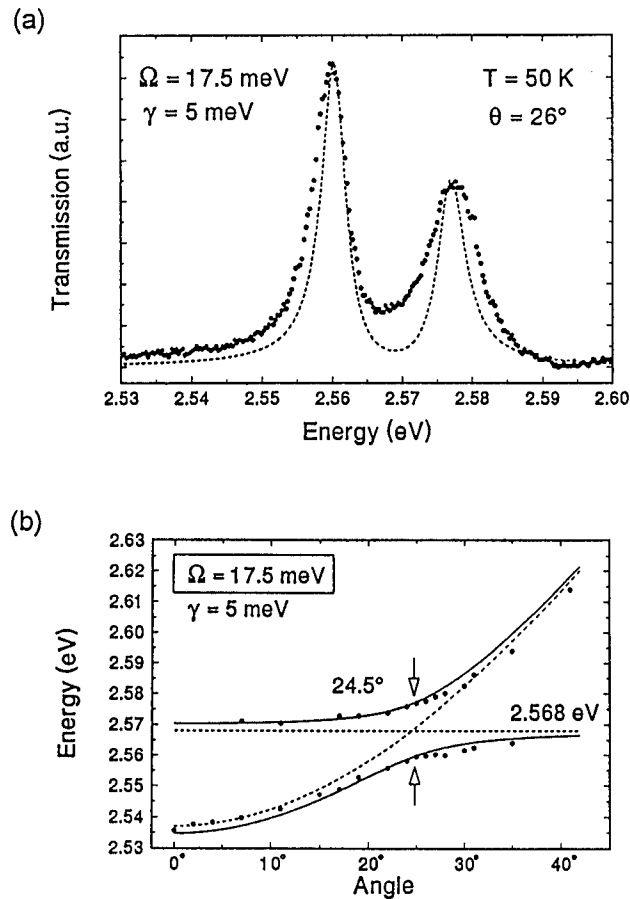 (a)
Ω = 17.5 meV
γ = 5 meV
T = 50 K
θ = 26°
Transmission (a.u.)
2.53 2.54 2.55 2.56 2.57 2.58 2.59 2.60
Energy (eV)
(b)
2.63
2.62
2.61
2.60
2.59
2.58
2.57
2.56
2.55
2.54
2.53
Energy (eV)
Ω = 17.5 meV
γ = 5 meV
24.5°
2.568 eV
0° 10° 20° 30° 40°
Angle